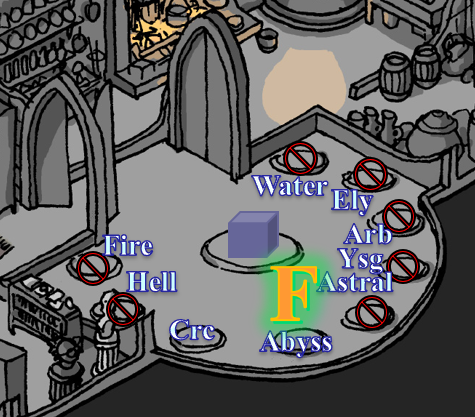 Water
Ely
Arb
Ysg
Fire
Astral
Hell
F
Crc
Abyss